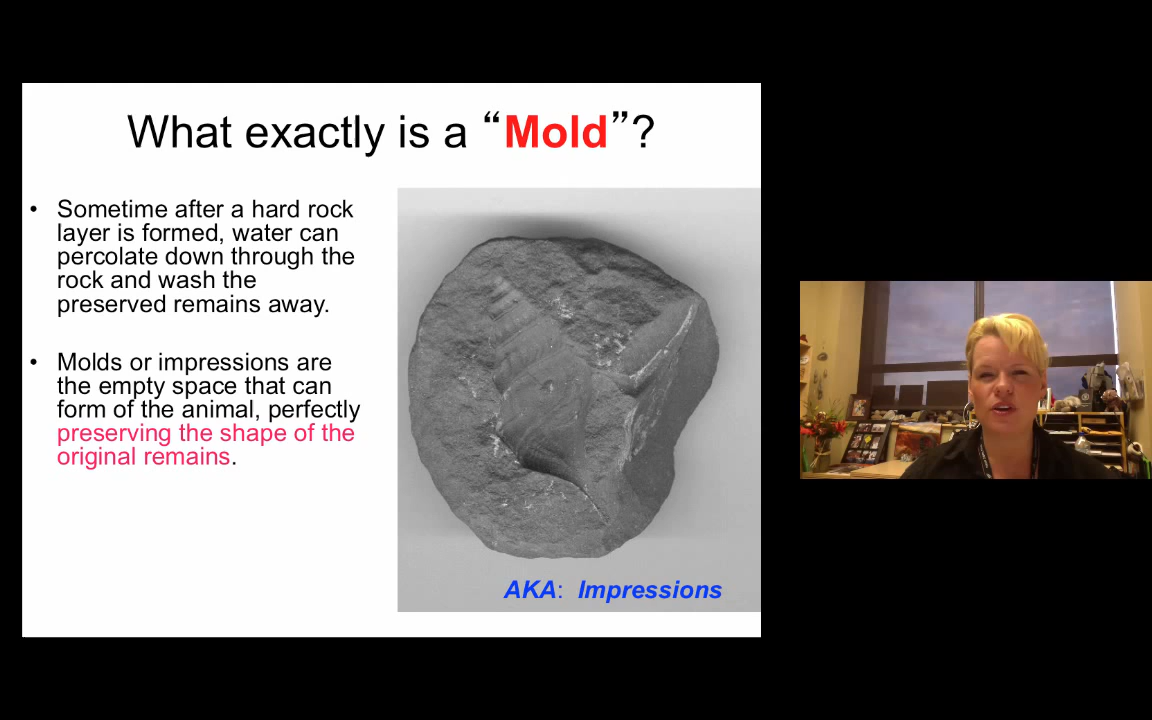 What exactly is a “Mold”?
• Sometime after a hard rock
layer is formed, water can
percolate down through the
rock and wash the
preserved remains away.
• Molds or impressions are
the empty space that can
form of the animal, perfectly
preserving the shape of the
original remains.
AKA: Impressions